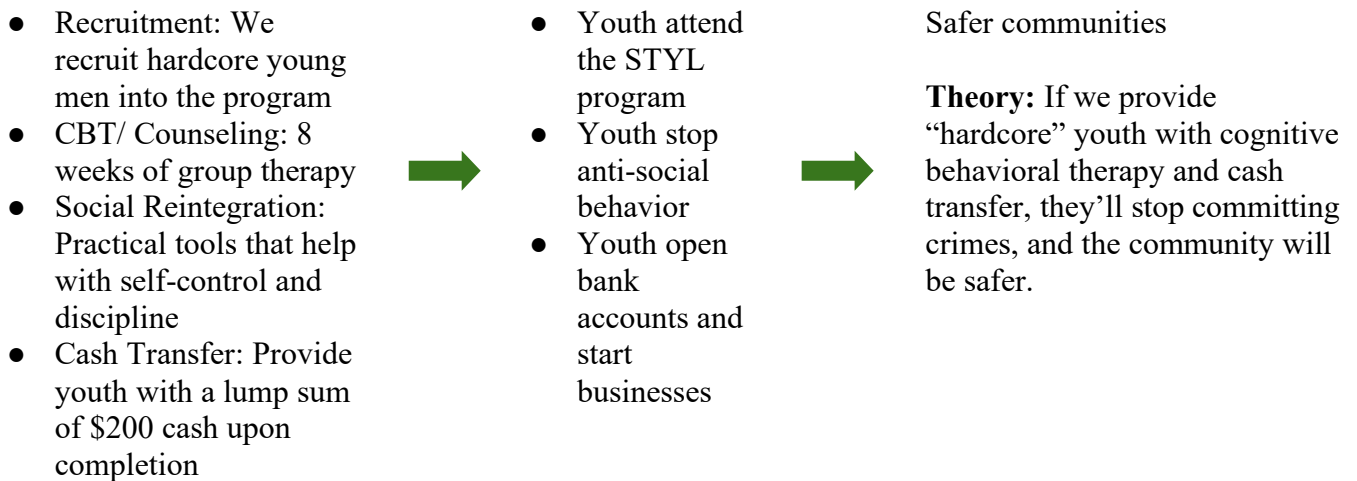 ● Recruitment: We
recruit hardcore young
men into the program
● CBT/ Counseling: 8
weeks of group therapy
● Social Reintegration:
Practical tools that help
with self-control and
discipline
● Cash Transfer: Provide
youth with a lump sum
of $200 cash upon
completion
● Youth attend
the STYL
program
● Youth stop
anti-social
behavior
● Youth open
bank
accounts and
start
businesses
Safer communities
Theory: If we provide
“hardcore” youth with cognitive
behavioral therapy and cash
transfer, they’ll stop committing
crimes, and the community will
be safer.